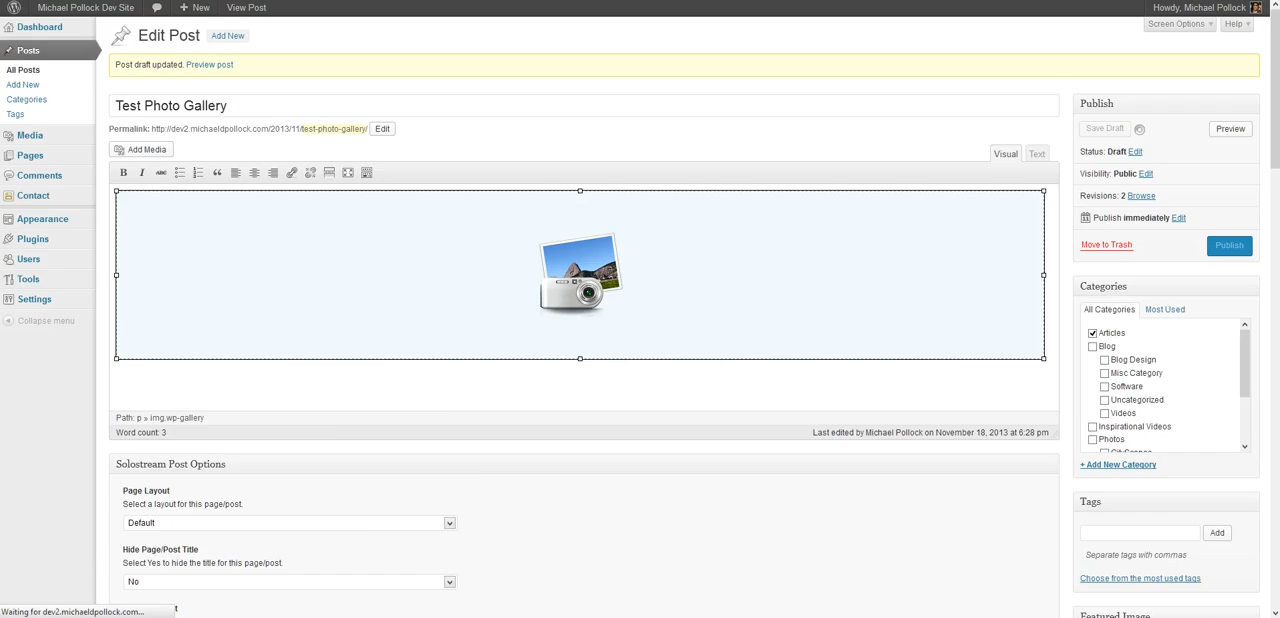 Michael Pollock Dev Site
+ New
View Post
Howdy, Michael Pollock
Screen Options
Help
Dashboard
Posts
All Posts
Add New
Categories
Tags
Media
Pages
Comments
Contact
Appearance
Plugins
Users
Tools
Settings
Collapse menu
Edit Post
Add New
Post draft updated. Preview post
Test Photo Gallery
Permalink: http://dev2.michaeldpollock.com/2013/11/test-photo-gallery/ Edit
Add Media
Visual
Text
B I ABC
Path: p » img.wp-gallery
Word count: 3
Last edited by Michael Pollock on November 18, 2013 at 6:28 pm
Solostream Post Options
Page Layout
Select a layout for this page/post.
Default
Hide Page/Post Title
Select Yes to hide the title for this page/post.
No
Waiting for dev2.michaeldpollock.com...
Publish
Save Draft
Preview
Status: Draft Edit
Visibility: Public Edit
Revisions: 2 Browse
Publish immediately Edit
Move to Trash
Publish
Categories
All Categories
Most Used
Articles
Blog
Blog Design
Misc Category
Software
Uncategorized
Videos
Inspirational Videos
Photos
CityScapes
+ Add New Category
Tags
Add
Separate tags with commas
Choose from the most used tags
Featured Image